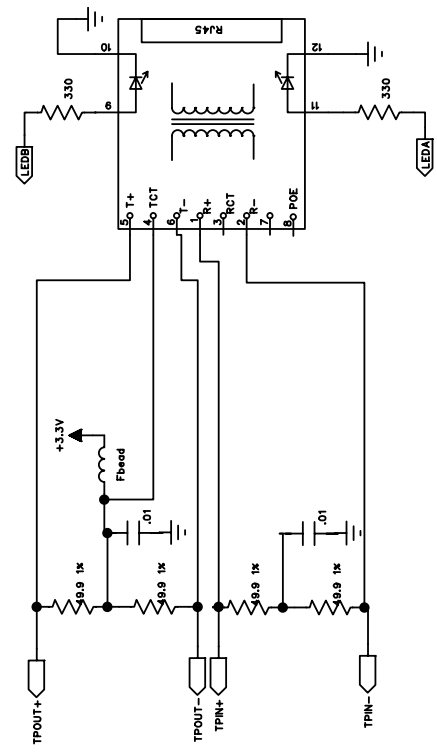 RJ45
10
12
330
9
11
330
LEDB
LEDA
T+
TCT
T-
R+
RCT
R-
POE
5
4
6
1
3
2
7
8
+3.3V
Fbead
.01
.01
49.9 1%
49.9 1%
49.9 1%
49.9 1%
TPOUT+
TPOUT-
TPIN+
TPIN-